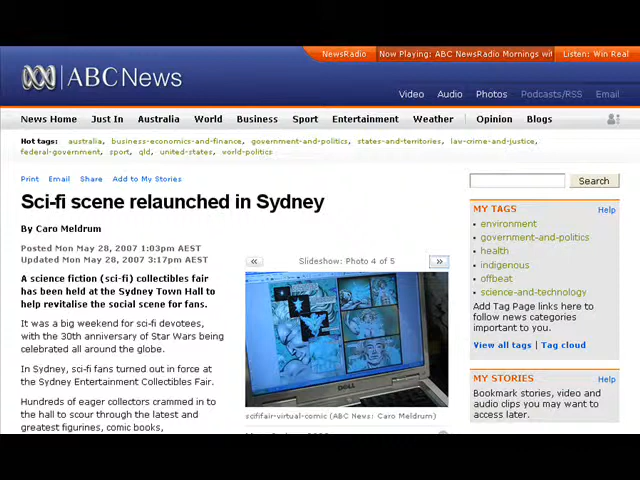 NewsRadio
Now Playing: ABC NewsRadio Mornings wit
Listen: Win Real
ABC News
Video Audio Photos Podcasts/RSS Email
News Home Just In Australia World Business Sport Entertainment Weather Opinion Blogs
Hot tags: australia, business-economics-and-finance, government-and-politics, states-and-territories, law-crime-and-justice,
federal-government, sport, qld, united-states, world-politics
Print Email Share Add to My Stories
Sci-fi scene relaunched in Sydney
By Caro Meldrum
Posted Mon May 28, 2007 1:03pm AEST
Updated Mon May 28, 2007 3:17pm AEST
A science fiction (sci-fi) collectibles fair
has been held at the Sydney Town Hall to
help revitalise the social scene for fans.
It was a big weekend for sci-fi devotees,
with the 30th anniversary of Star Wars being
celebrated all around the globe.
In Sydney, sci-fi fans turned out in force at
the Sydney Entertainment Collectibles Fair.
Hundreds of eager collectors crammed in to
the hall to scour through the latest and
greatest figurines, comic books,
« Slideshow: Photo 4 of 5 »
DELL
scififair-virtual-comic (ABC News: Caro Meldrum)
Search
MY TAGS Help
environment
government-and-politics
health
indigenous
offbeat
science-and-technology
Add Tag Page links here to
follow news categories
important to you.
View all tags | Tag cloud
MY STORIES Help
Bookmark stories, video and
audio clips you may want to
access later.